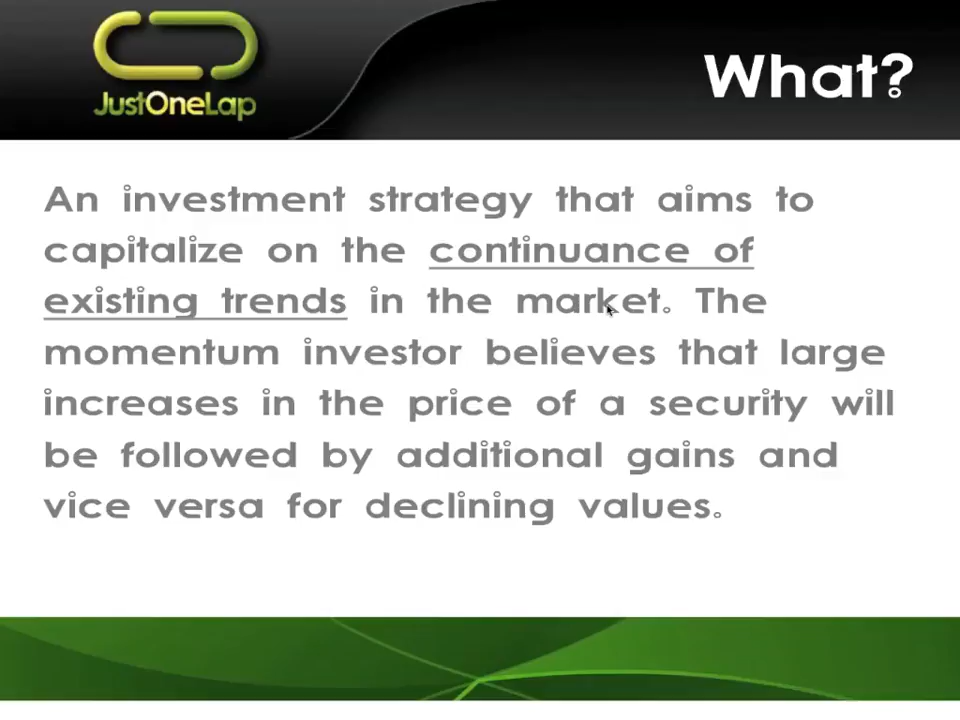 JustOneLap
What?
An investment strategy that aims to
capitalize on the continuance of
existing trends in the market. The
momentum investor believes that large
increases in the price of a security will
be followed by additional gains and
vice versa for declining values.